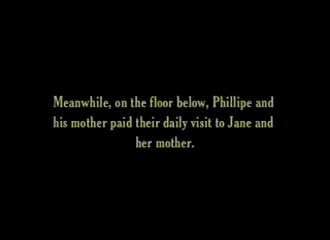 Meanwhile, on the floor below, Phillipe and
his mother paid their daily visit to Jane and
her mother.